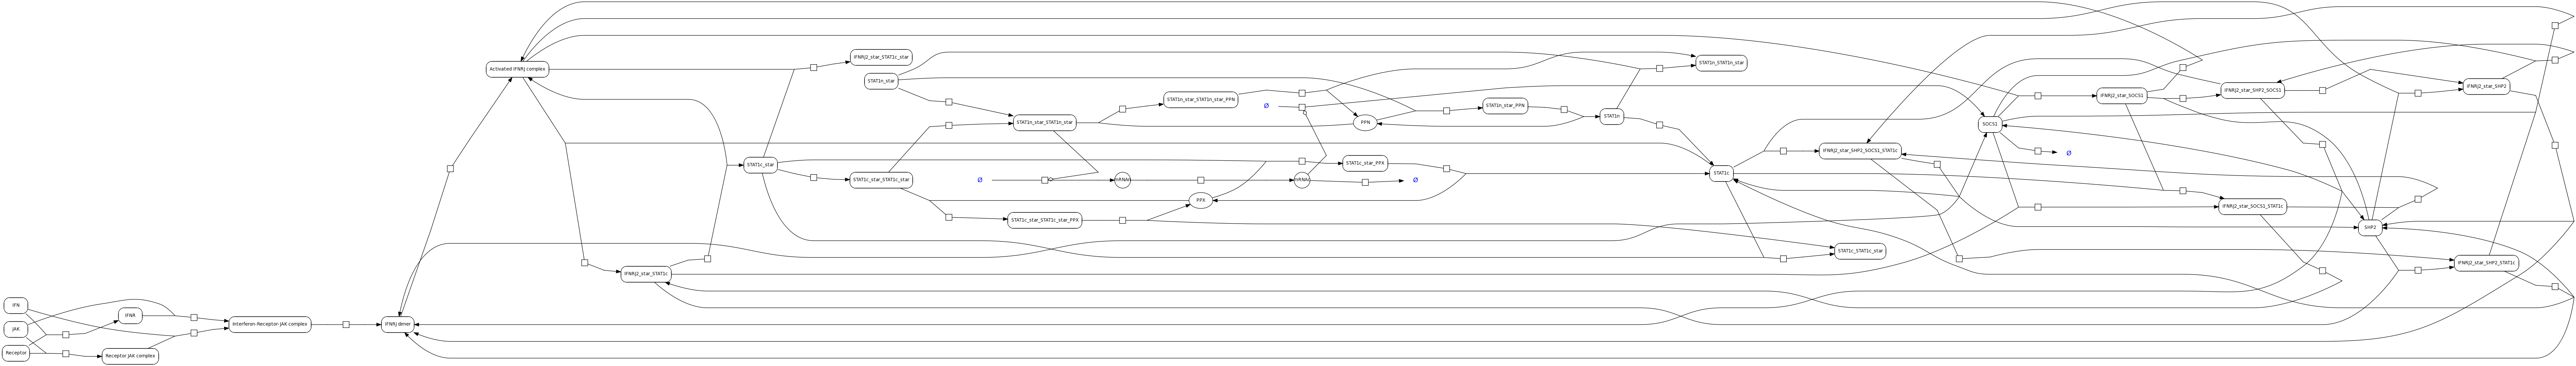 Activated IFNRJ complex
IFNRJ2_star_STAT1c_star
STAT1n_star
STAT1n_STAT1n_star
STAT1n_star_STAT1n_star_PPN
Ø
STAT1n_star_PPN
STAT1n
PPN
STAT1n_star_STAT1n_star
IFNRJ2_star_SOCS1
IFNRJ2_star_SHP2_SOCS1
IFNRJ2_star_SHP2
SOCS1
IFNRJ2_star_SHP2_SOCS1_STAT1c
Ø
STAT1c_star
STAT1c_star_PPX
STAT1c
STAT1c_star_STAT1c_star
Ø
mRNAn
mRNAc
Ø
PPX
IFNRJ2_star_SOCS1_STAT1c
STAT1c_star_STAT1c_star_PPX
SHP2
STAT1c_STAT1c_star
IFNRJ2_star_SHP2_STAT1c
IFNRJ2_star_STAT1c
IFN
IFNR
JAK
Interferon-Receptor-JAK complex
IFNRJ dimer
Receptor
Receptor JAK complex